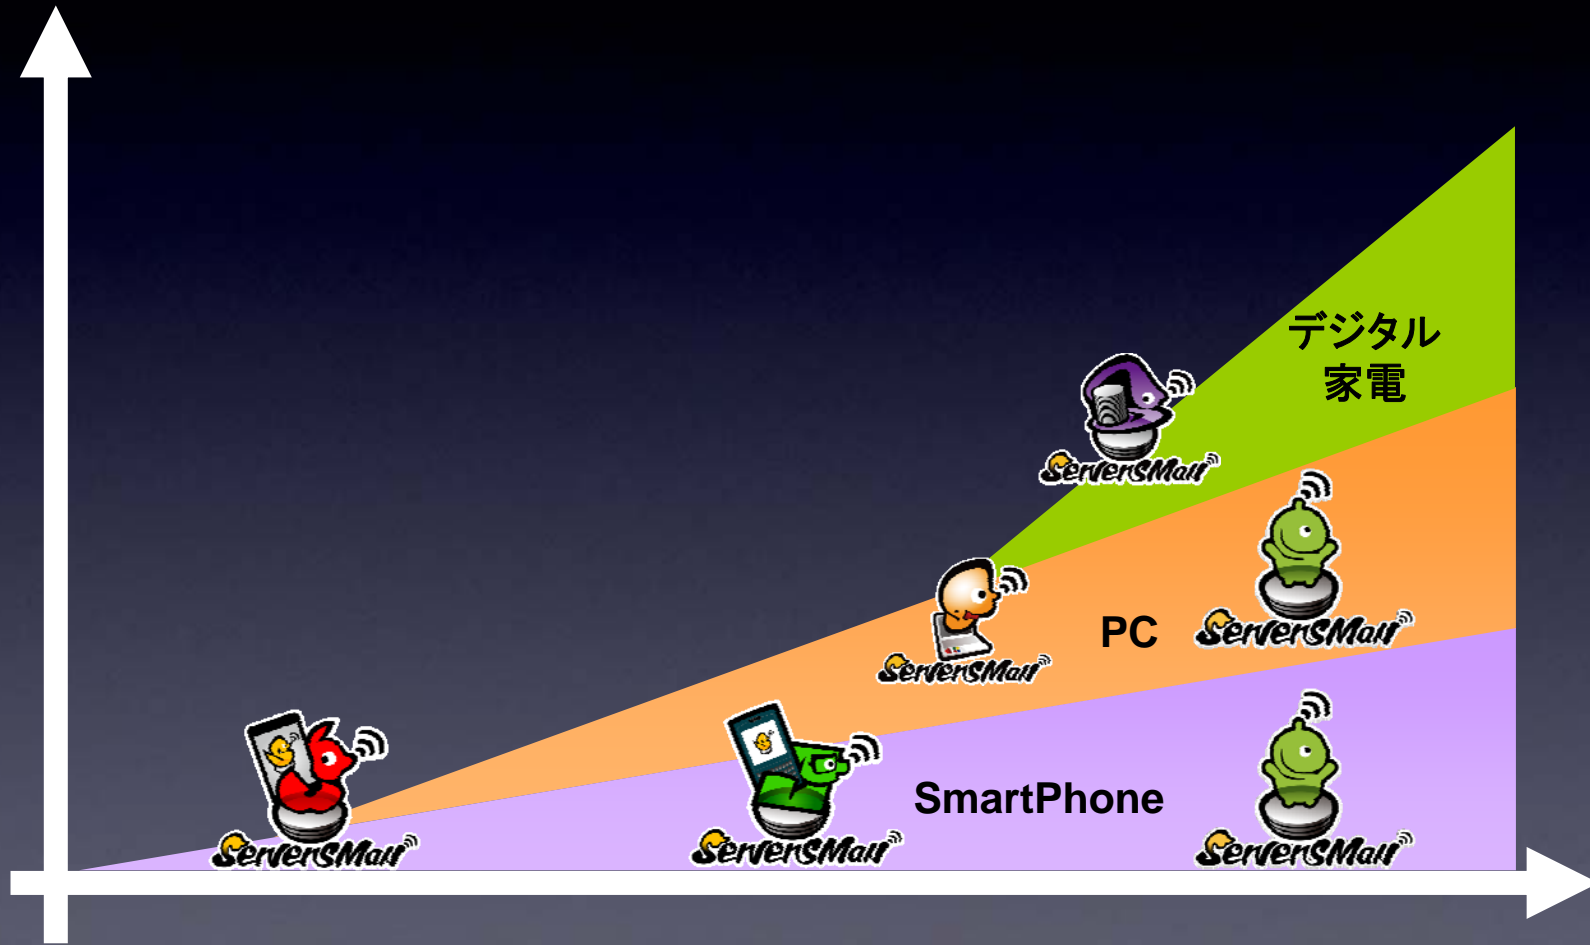 デジタル
家電
ServersMan
PC
ServersMan
ServersMan
SmartPhone
ServersMan
ServersMan
ServersMan